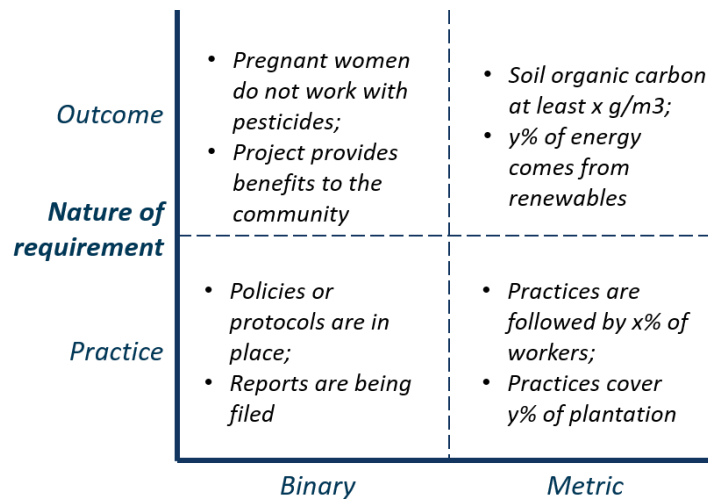 Outcome
• Pregnant women
do not work with
pesticides;
• Project provides
benefits to the
community
• Soil organic carbon
at least x g/m3;
• y% of energy
comes from
renewables
Nature of
requirement
Practice
• Policies or
protocols are in
place;
• Reports are being
filed
• Practices are
followed by x% of
workers;
• Practices cover
y% of plantation
Binary
Metric